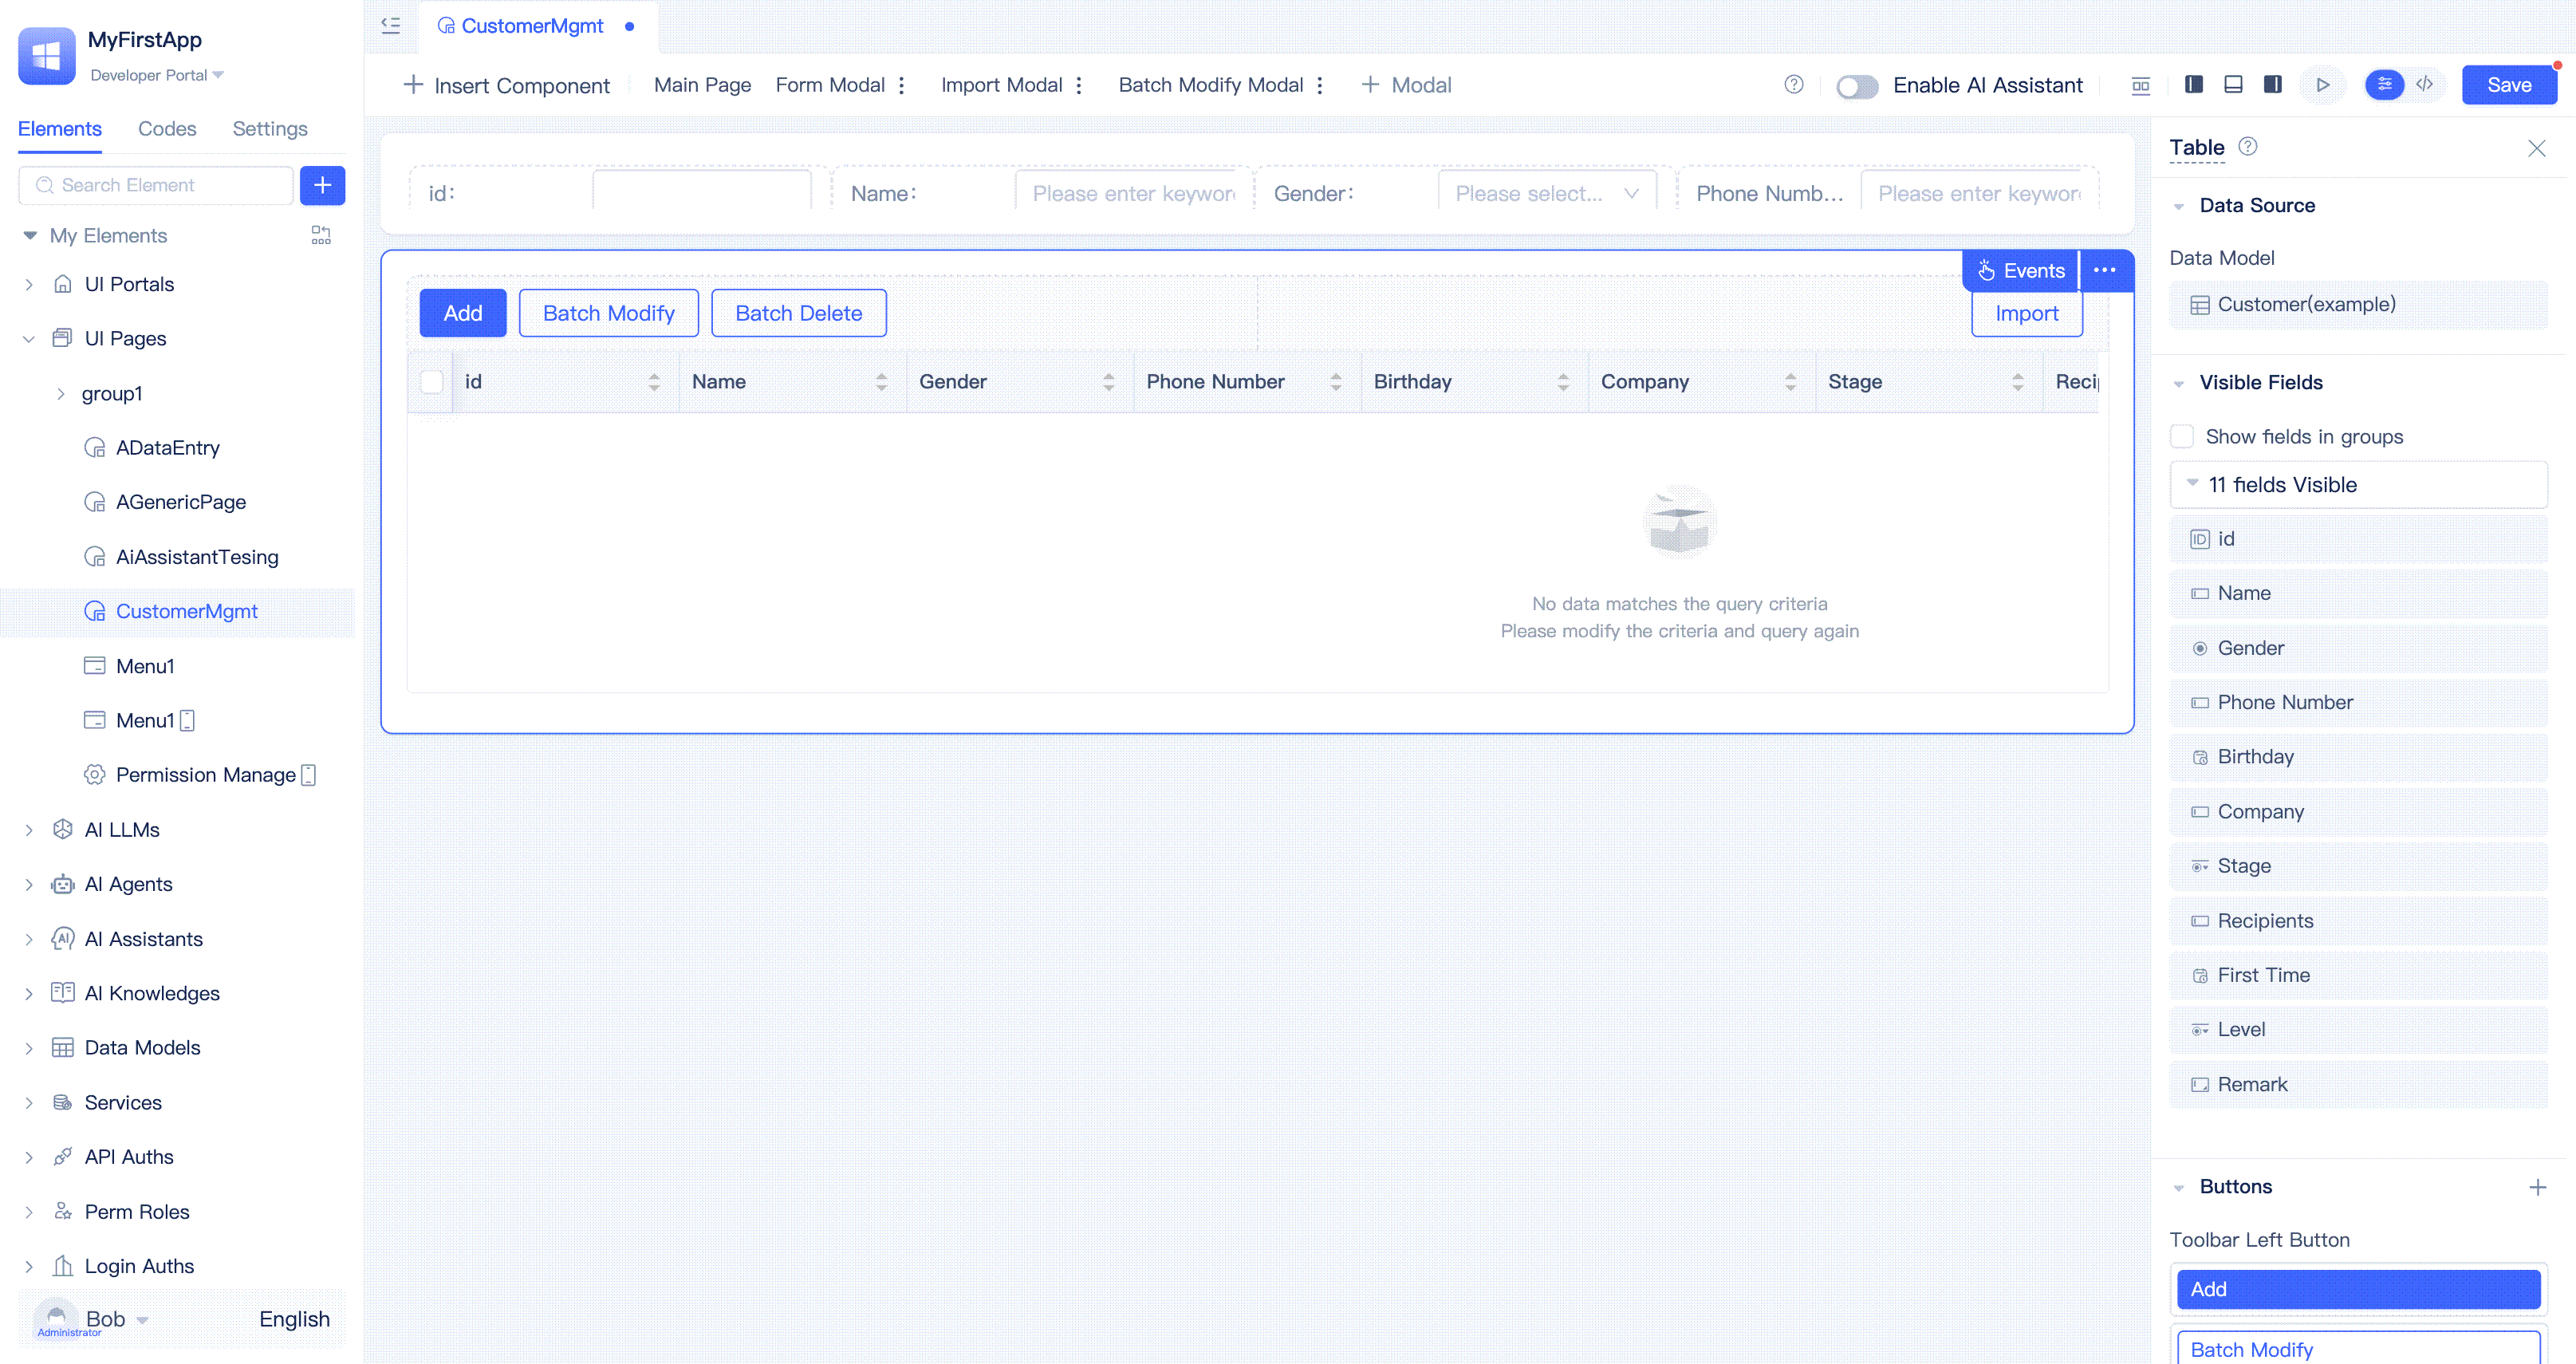 MyFirstApp
Developer Portal
Elements Codes Settings
Search Element
My Elements
UI Portals
UI Pages
group1
ADataEntry
AGenericPage
AiAssistantTesing
CustomerMgmt
Menu1
Menu1
Permission Manage
AI LLMs
AI Agents
AI Assistants
AI Knowledges
Data Models
Services
API Auths
Perm Roles
Login Auths
Bob English
Administrator
CustomerMgmt
Insert Component Main Page Form Modal Import Modal Batch Modify Modal Modal Enable AI Assistant Save
id: Name: Please enter keywor Gender: Please select... Phone Numb... Please enter keywor
Events
Add Batch Modify Batch Delete Import
id Name Gender Phone Number Birthday Company Stage Recip
No data matches the query criteria
Please modify the criteria and query again
Table
Data Source
Data Model
Customer(example)
Visible Fields
Show fields in groups
11 fields Visible
id
Name
Gender
Phone Number
Birthday
Company
Stage
Recipients
First Time
Level
Remark
Buttons
Toolbar Left Button
Add
Batch Modify